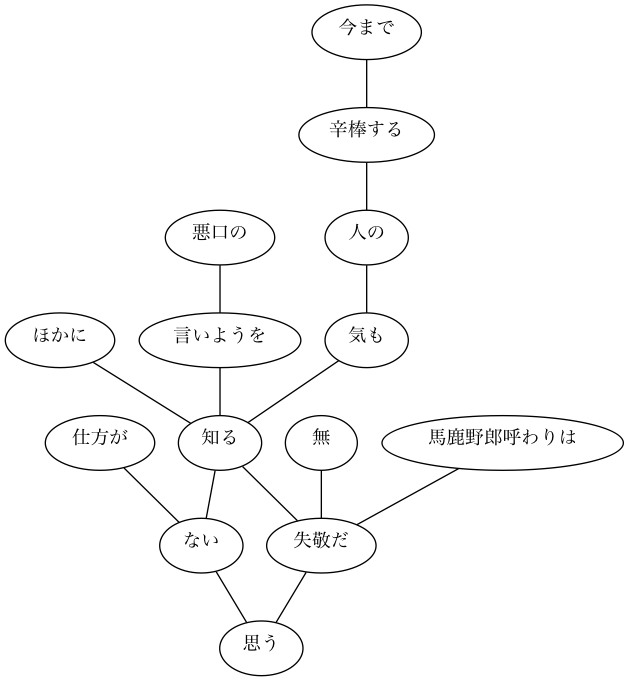 今まで
辛棒する
悪口の
人の
ほかに
言いようを
気も
仕方が
知る
無
馬鹿野郎呼わりは
ない
失敬だ
思う